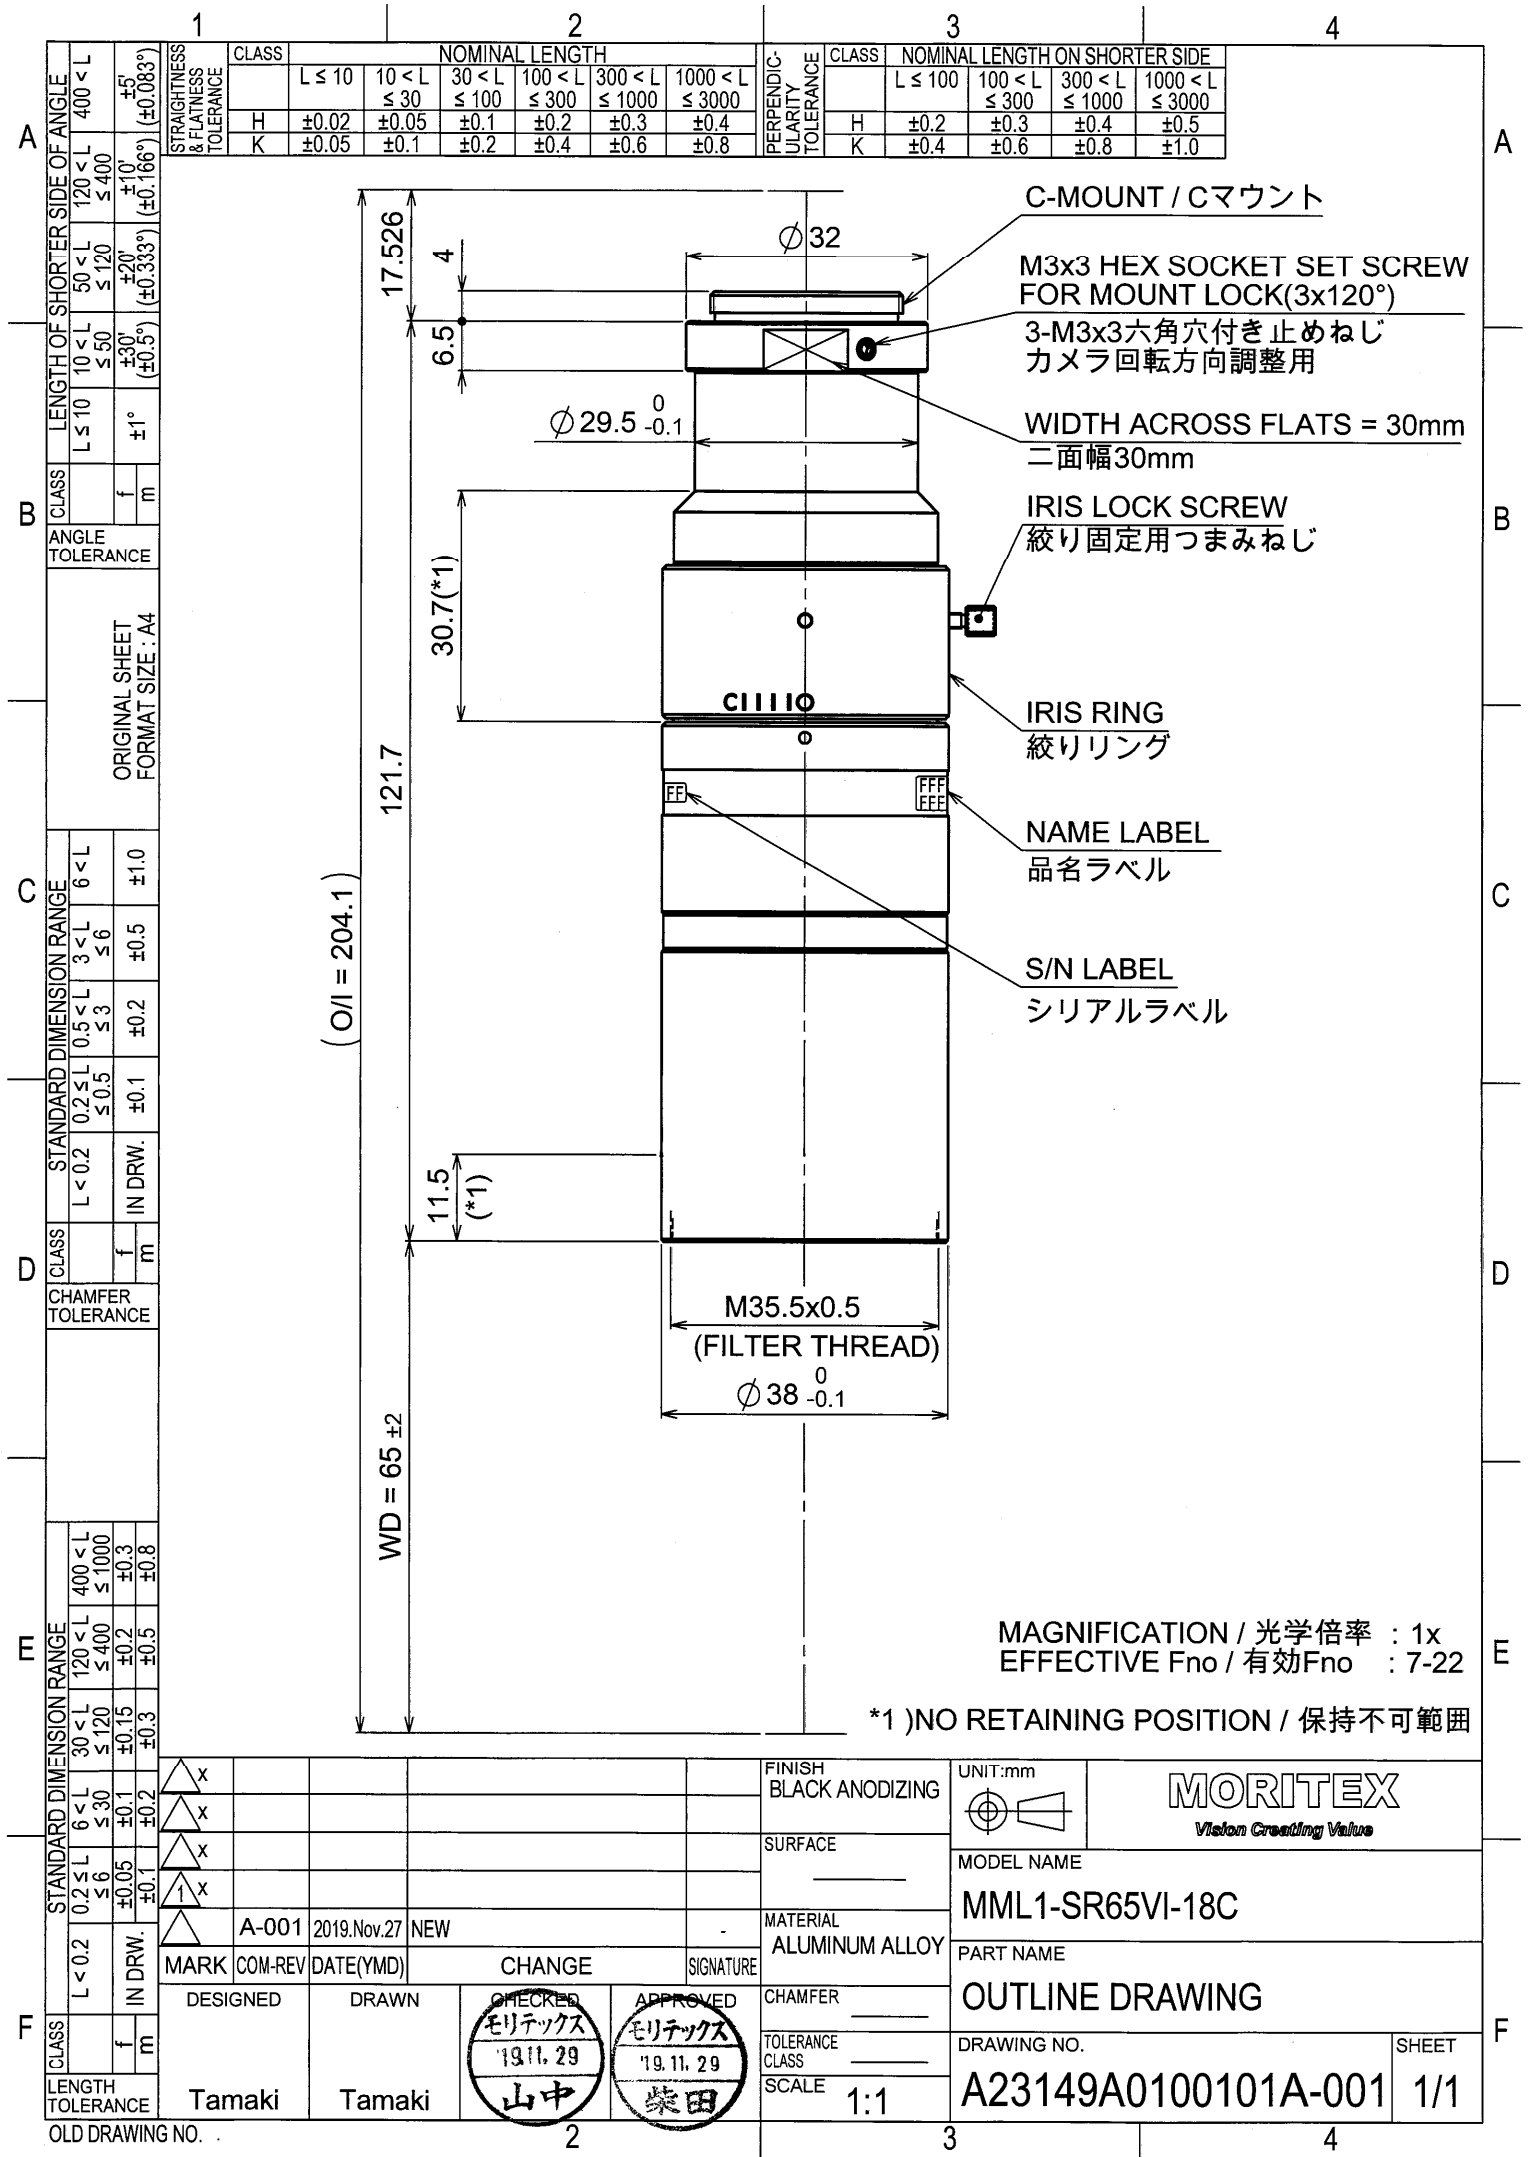 1 2 3 4
STRAIGHTNESS & FLATNESS TOLERANCE
CLASS NOMINAL LENGTH
L ≤ 10 10 < L ≤ 30 30 < L ≤ 100 100 < L ≤ 300 300 < L ≤ 1000 1000 < L ≤ 3000
H ±0.02 ±0.05 ±0.1 ±0.2 ±0.3 ±0.4
K ±0.05 ±0.1 ±0.2 ±0.4 ±0.6 ±0.8
PERPENDIC-ULARITY TOLERANCE
CLASS NOMINAL LENGTH ON SHORTER SIDE
L ≤ 100 100 < L ≤ 300 300 < L ≤ 1000 1000 < L ≤ 3000
H ±0.2 ±0.3 ±0.4 ±0.5
K ±0.4 ±0.6 ±0.8 ±1.0
A A
B B
C C
D D
E E
F F
ANGLE TOLERANCE
CLASS LENGTH OF SHORTER SIDE OF ANGLE
L ≤ 10 10 < L ≤ 50 50 < L ≤ 120 120 < L ≤ 400 400 < L
f m ±1° ±30' (±0.5°) ±20' (±0.333°) ±10' (±0.166°) ±5' (±0.083°)
ORIGINAL SHEET
FORMAT SIZE : A4
CHAMFER TOLERANCE
CLASS STANDARD DIMENSION RANGE
L < 0.2 0.2 ≤ L ≤ 0.5 0.5 < L ≤ 3 3 < L ≤ 6 6 < L
f m IN DRW. ±0.1 ±0.2 ±0.5 ±1.0
LENGTH TOLERANCE
CLASS STANDARD DIMENSION RANGE
L < 0.2 0.2 ≤ L ≤ 6 6 < L ≤ 30 30 < L ≤ 120 120 < L ≤ 400 400 < L ≤ 1000
f IN DRW. ±0.05 ±0.1 ±0.15 ±0.2 ±0.3
m ±0.1 ±0.2 ±0.3 ±0.5 ±0.8
17.526
4
6.5
Ø32
C-MOUNT / Cマウント
M3x3 HEX SOCKET SET SCREW
FOR MOUNT LOCK(3x120°)
3-M3x3六角穴付き止めねじ
カメラ回転方向調整用
Ø29.5 0 -0.1
WIDTH ACROSS FLATS = 30mm
二面幅30mm
IRIS LOCK SCREW
絞り固定用つまみねじ
30.7(*1)
C I I I I O
IRIS RING
絞りリング
121.7
FF
FFF
FFF
NAME LABEL
品名ラベル
(O/I = 204.1)
S/N LABEL
シリアルラベル
11.5
(*1)
M35.5x0.5
(FILTER THREAD)
Ø38 0 -0.1
WD = 65 ±2
MAGNIFICATION / 光学倍率 : 1x
EFFECTIVE Fno / 有効Fno : 7-22
*1 )NO RETAINING POSITION / 保持不可範囲
x
x
x
1 x
A-001 2019.Nov.27 NEW -
MARK COM-REV DATE(YMD) CHANGE SIGNATURE
DESIGNED DRAWN CHECKED APPROVED
Tamaki Tamaki
モリテックス
'19.11.29
山中
モリテックス
'19.11.29
柴田
FINISH
BLACK ANODIZING
SURFACE
MATERIAL
ALUMINUM ALLOY
CHAMFER
TOLERANCE CLASS
SCALE 1:1
UNIT:mm
MORITEX
Vision Creating Value
MODEL NAME
MML1-SR65VI-18C
PART NAME
OUTLINE DRAWING
DRAWING NO.
A23149A0100101A-001
SHEET
1/1
OLD DRAWING NO.
2 3 4